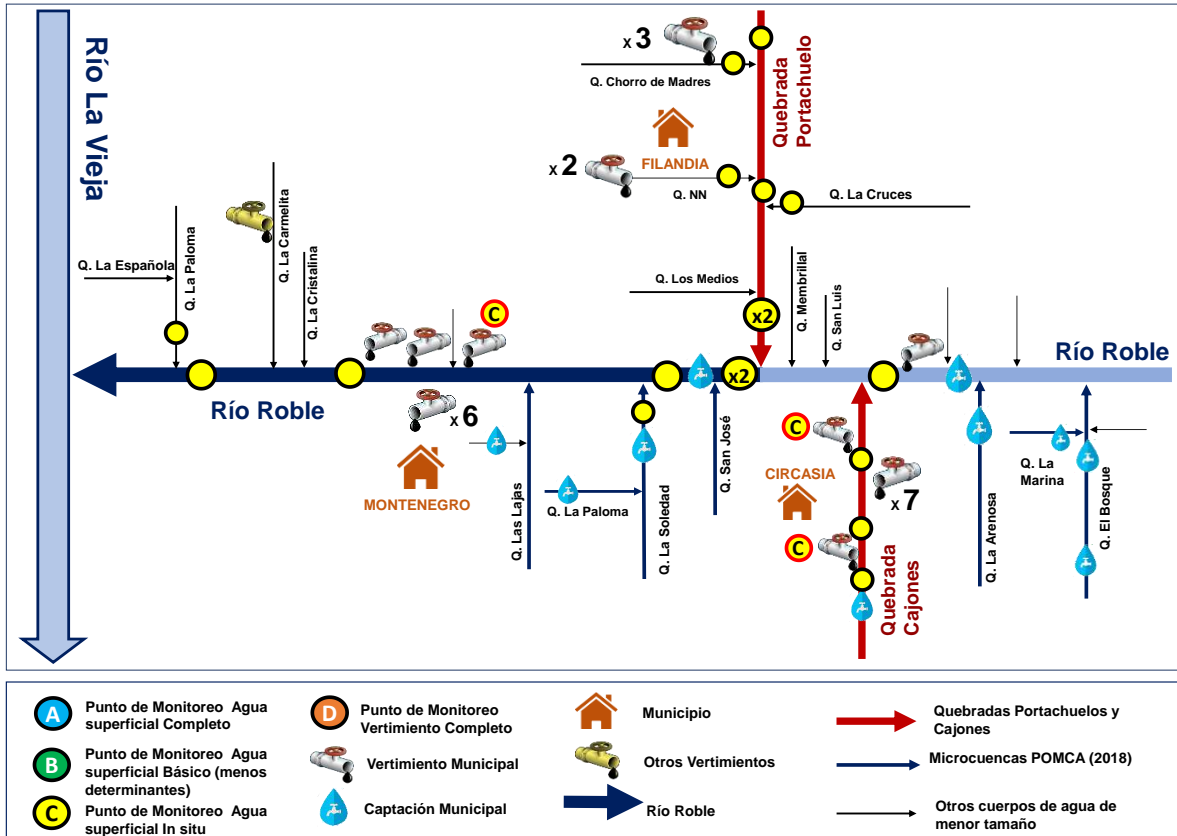 Río La Vieja
x 3
Q. Chorro de Madres
Quebrada
Portachuelo
FILANDIA
x 2
Q. NN
Q. La Cruces
Q. La Española
Q. La Paloma
Q. La Carmelita
Q. La Cristalina
Q. Los Medios
Q. Membrillal
Q. San Luis
C
x2
Río Roble
x2
Río Roble
x 6
MONTENEGRO
Q. Las Lajas
Q. La Paloma
Q. La Soledad
Q. San José
C
CIRCASIA
x 7
C
Quebrada
Cajones
Q. La Arenosa
Q. La
Marina
Q. El Bosque
A
Punto de Monitoreo Agua
superficial Completo
B
Punto de Monitoreo Agua
superficial Básico (menos
determinantes)
C
Punto de Monitoreo Agua
superficial In situ
D
Punto de Monitoreo
Vertimiento Completo
Vertimiento Municipal
Captación Municipal
Municipio
Otros Vertimientos
Río Roble
Quebradas Portachuelos y
Cajones
Microcuencas POMCA (2018)
Otros cuerpos de agua de
menor tamaño